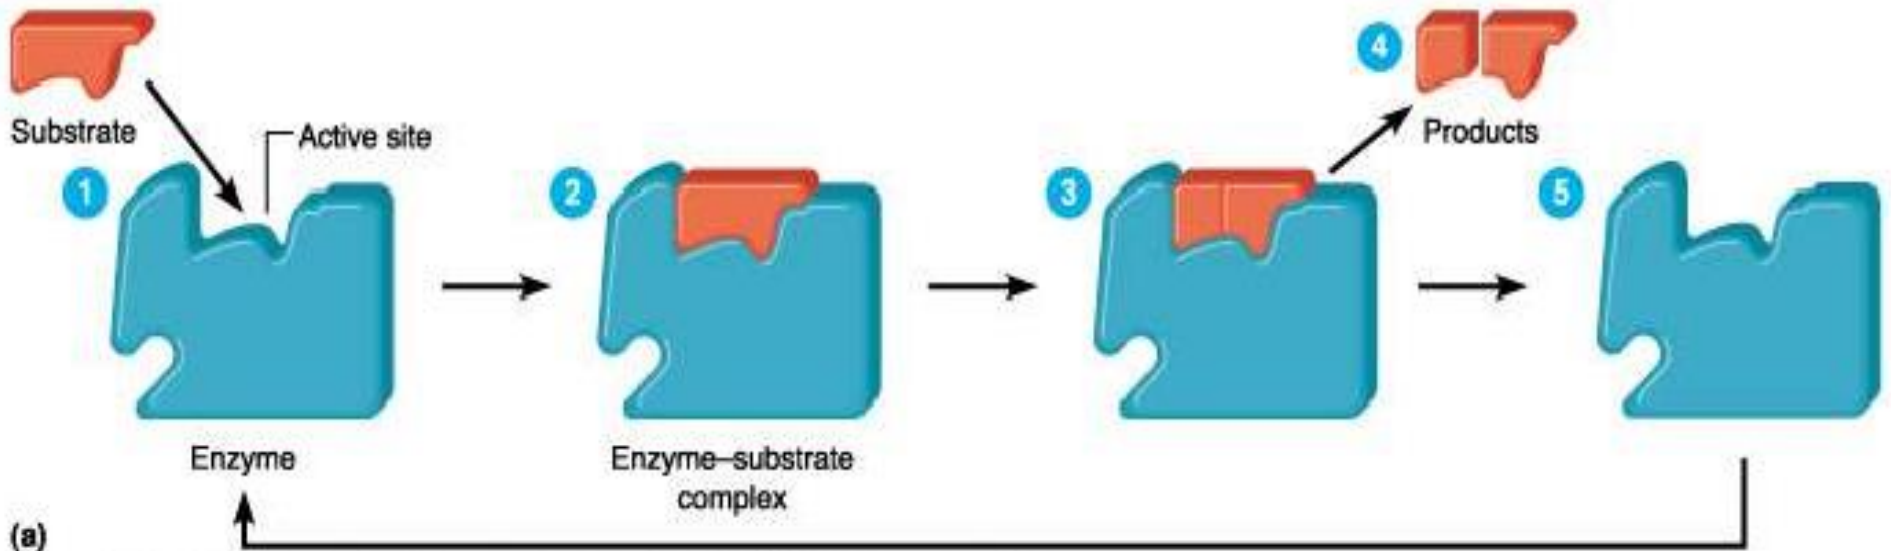 4
Substrate
Active site
Products
1
2
3
5
Enzyme
Enzyme–substrate
complex
(a)